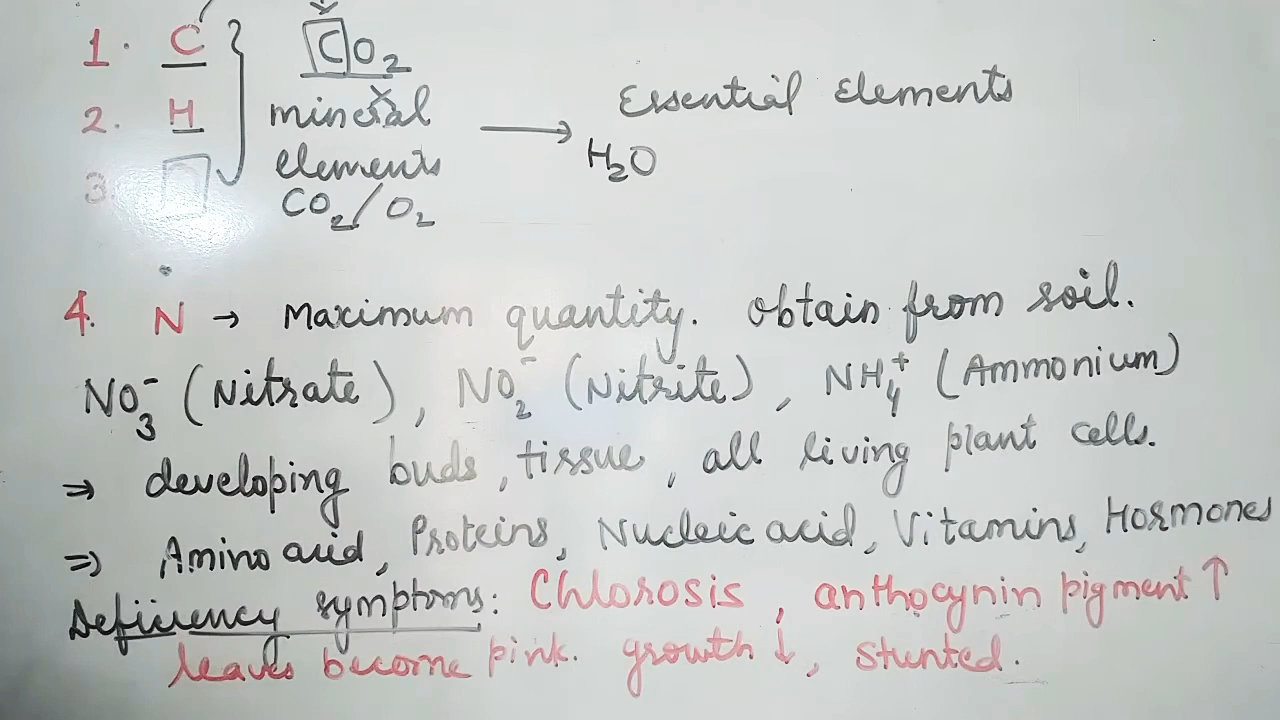 1. C CO2
2. H mineral → Essential Elements
elements H2O
3. CO2/O2
4. N → Maximum quantity. Obtain from soil.
NO3- (Nitrate), NO2- (Nitrite), NH4+ (Ammonium)
⇒ developing buds, tissue, all living plant cells.
⇒ Amino acid, Proteins, Nucleic acid, Vitamins, Hormones
Deficiency symptoms: Chlorosis, anthocynin pigment ↑
leaves become pink. growth ↓, stunted.